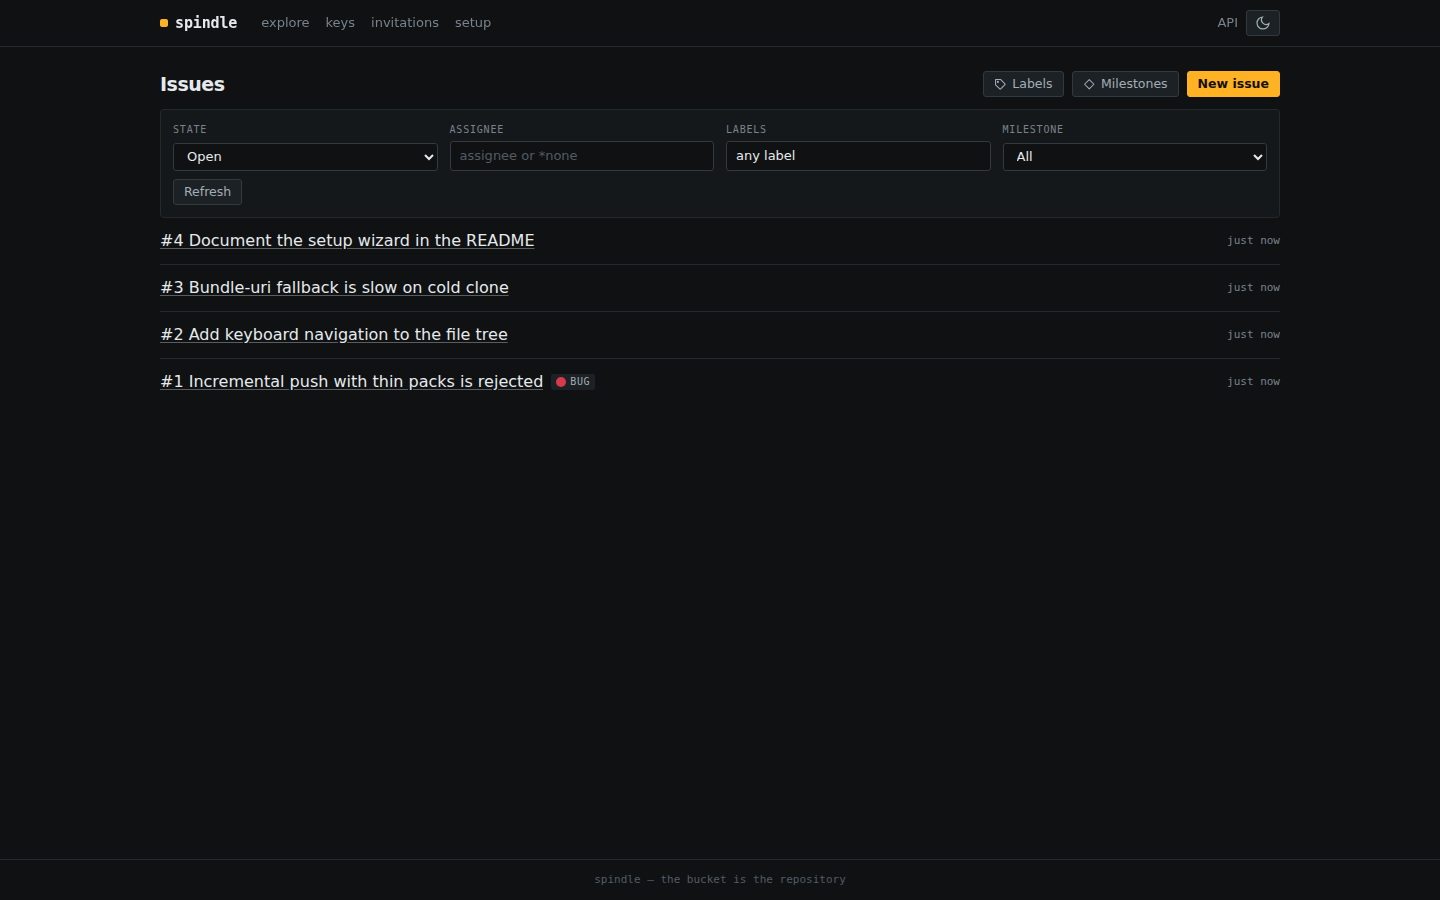 spindle explore keys invitations setup API
Issues Labels Milestones New issue
STATE ASSIGNEE LABELS MILESTONE
Open assignee or *none any label All
Refresh
#4 Document the setup wizard in the README just now
#3 Bundle-uri fallback is slow on cold clone just now
#2 Add keyboard navigation to the file tree just now
#1 Incremental push with thin packs is rejected BUG just now
spindle — the bucket is the repository